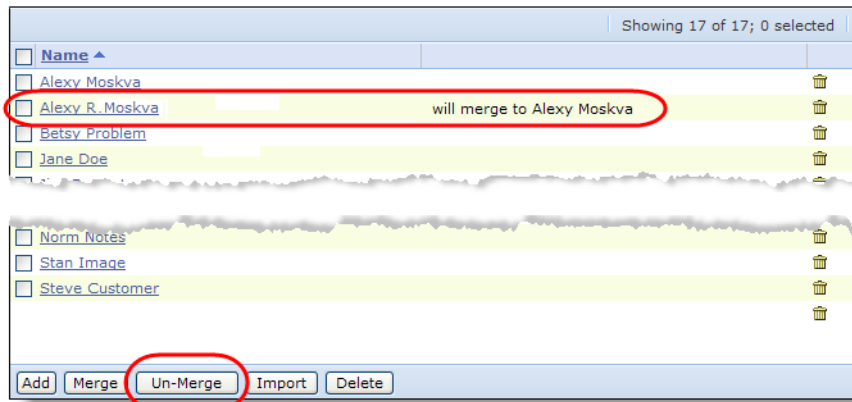 Showing 17 of 17; 0 selected
Name
Alexy Moskva
Alexy R.Moskva will merge to Alexy Moskva
Betsy Problem
Jane Doe
Norm Notes
Stan Image
Steve Customer
Add Merge Un-Merge Import Delete